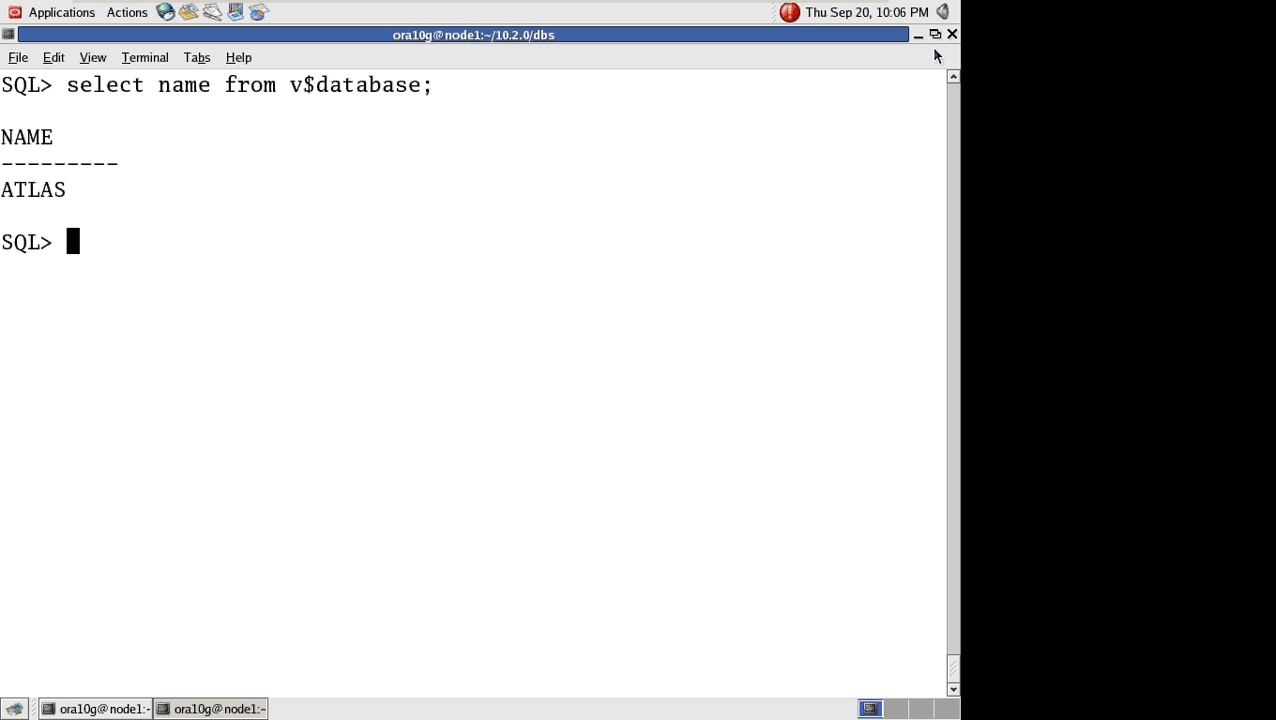 Applications Actions Thu Sep 20, 10:06 PM
ora10g@node1:~/10.2.0/dbs
File Edit View Terminal Tabs Help
SQL> select name from v$database;
NAME
---------
ATLAS
SQL>
ora10g@node1:- ora10g@node1:~